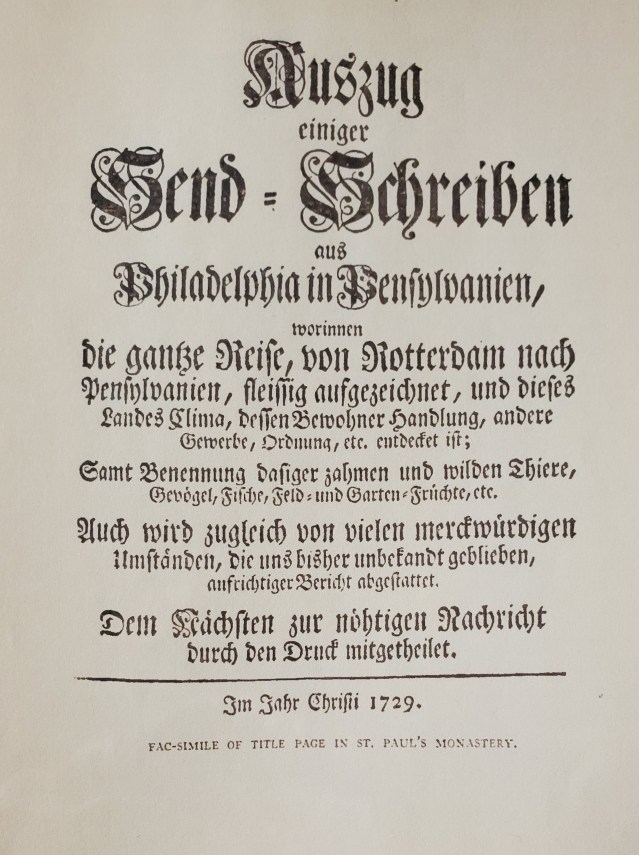 Auszug
einiger
Send-Schreiben
aus
Philadelphia in Pensylvanien,
worinnen
die gantze Reise, von Rotterdam nach
Pensylvanien, fleissig aufgezeichnet, und dieses
Landes Clima, dessen Bewohner Handlung, andere
Gewerbe, Ordnung, etc. entdecket ist;
Samt Benennung dasiger zahmen und wilden Thiere,
Gevögel, Fische, Feld- und Garten-Früchte, etc.
Auch wird zugleich von vielen merckwürdigen
Umständen, die uns bisher unbekandt geblieben,
aufrichtiger Bericht abgestattet.
Dem Nächsten zur nöhtigen Nachricht
durch den Druck mitgetheilet.
Im Jahr Christi 1729.
FAC-SIMILE OF TITLE PAGE IN ST. PAUL'S MONASTERY.